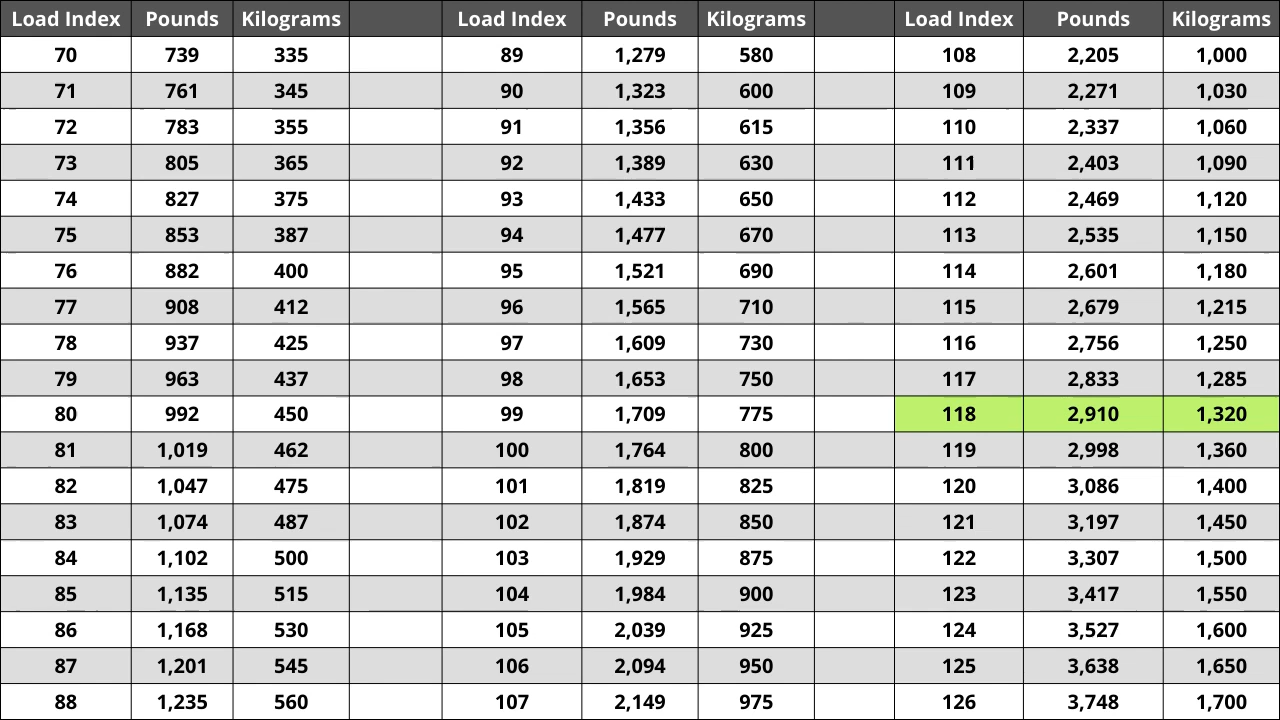 Load Index Pounds Kilograms Load Index Pounds Kilograms Load Index Pounds Kilograms
70 739 335 89 1,279 580 108 2,205 1,000
71 761 345 90 1,323 600 109 2,271 1,030
72 783 355 91 1,356 615 110 2,337 1,060
73 805 365 92 1,389 630 111 2,403 1,090
74 827 375 93 1,433 650 112 2,469 1,120
75 853 387 94 1,477 670 113 2,535 1,150
76 882 400 95 1,521 690 114 2,601 1,180
77 908 412 96 1,565 710 115 2,679 1,215
78 937 425 97 1,609 730 116 2,756 1,250
79 963 437 98 1,653 750 117 2,833 1,285
80 992 450 99 1,709 775 118 2,910 1,320
81 1,019 462 100 1,764 800 119 2,998 1,360
82 1,047 475 101 1,819 825 120 3,086 1,400
83 1,074 487 102 1,874 850 121 3,197 1,450
84 1,102 500 103 1,929 875 122 3,307 1,500
85 1,135 515 104 1,984 900 123 3,417 1,550
86 1,168 530 105 2,039 925 124 3,527 1,600
87 1,201 545 106 2,094 950 125 3,638 1,650
88 1,235 560 107 2,149 975 126 3,748 1,700